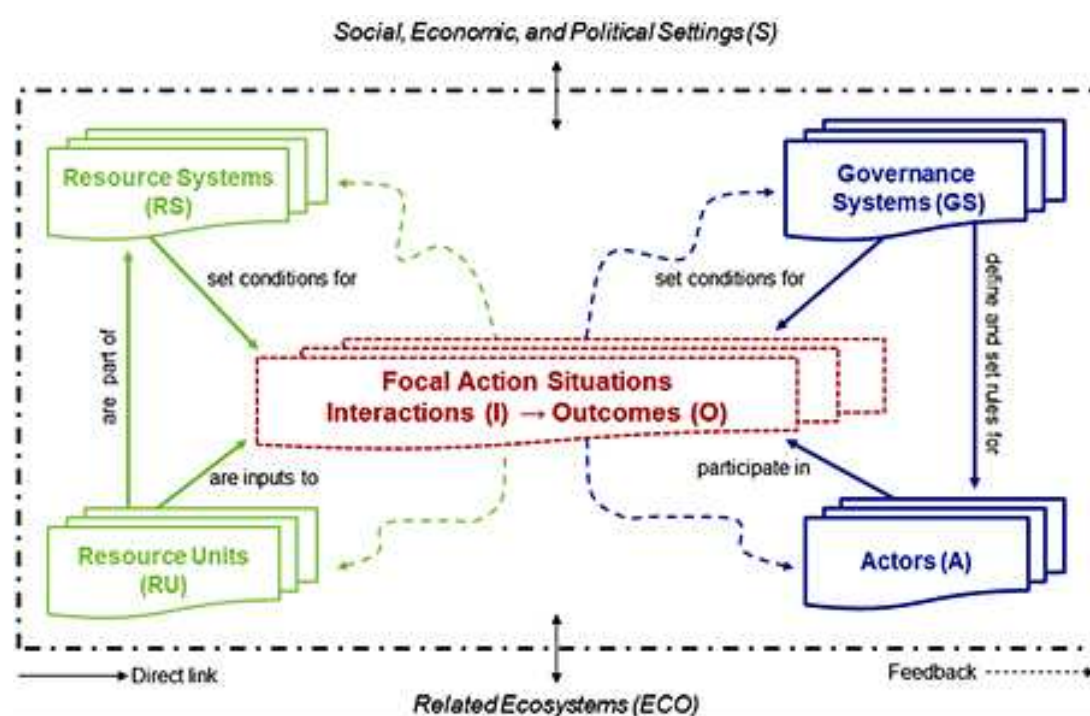 Social, Economic, and Political Settings (S)
Resource Systems
(RS)
Governance
Systems (GS)
set conditions for
set conditions for
are part of
define and set rules for
Focal Action Situations
Interactions (I) → Outcomes (O)
are inputs to
participate in
Resource Units
(RU)
Actors (A)
Direct link
Feedback
Related Ecosystems (ECO)